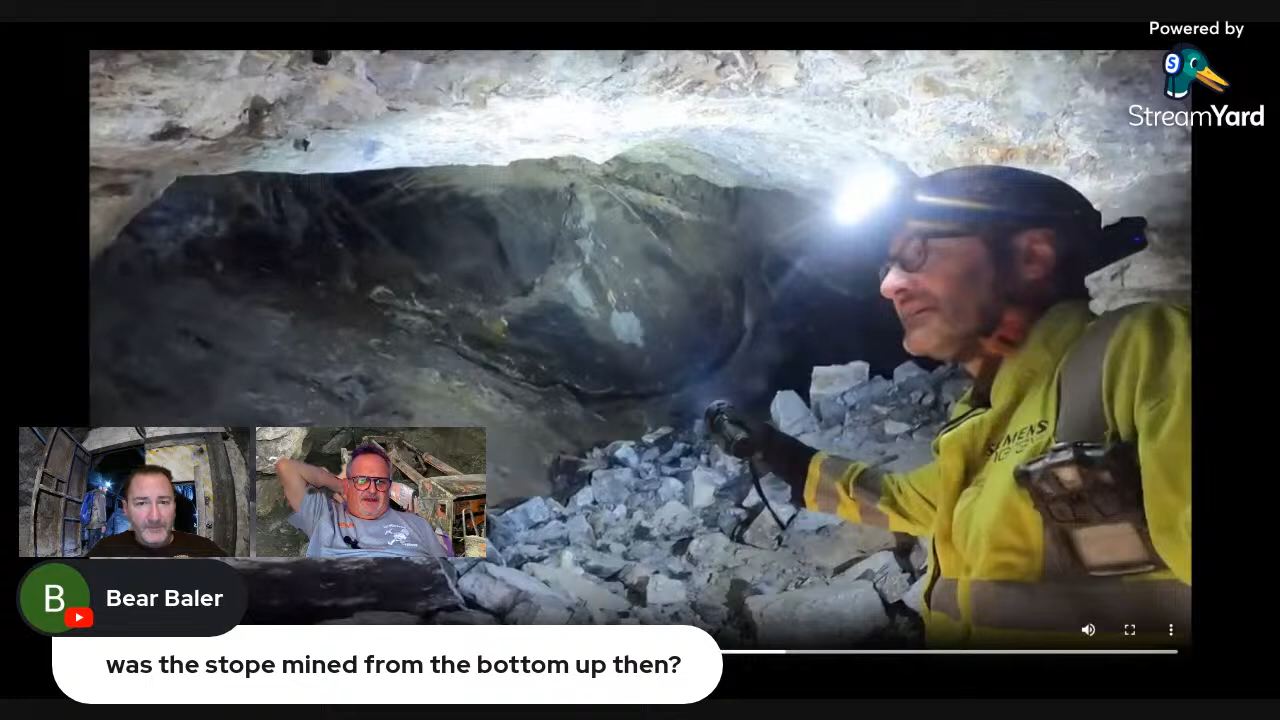 Powered by
S
StreamYard
B
Bear Baler
was the stope mined from the bottom up then?